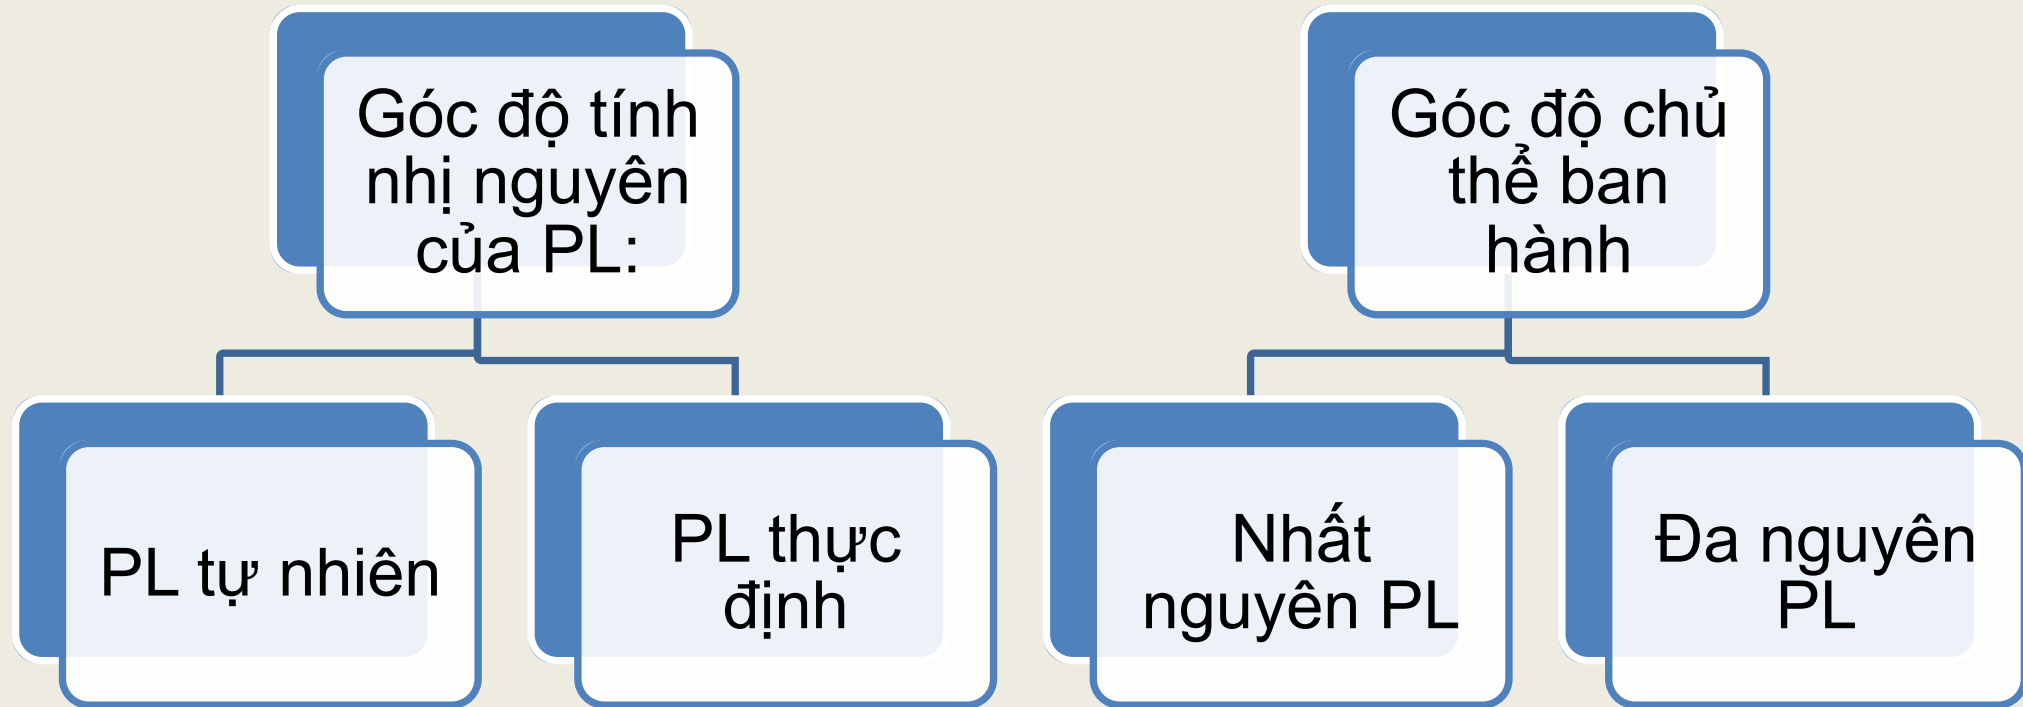 Góc độ tính
nhị nguyên
của PL:
Góc độ chủ
thể ban
hành
PL tự nhiên
PL thực
định
Nhất
nguyên PL
Đa nguyên
PL